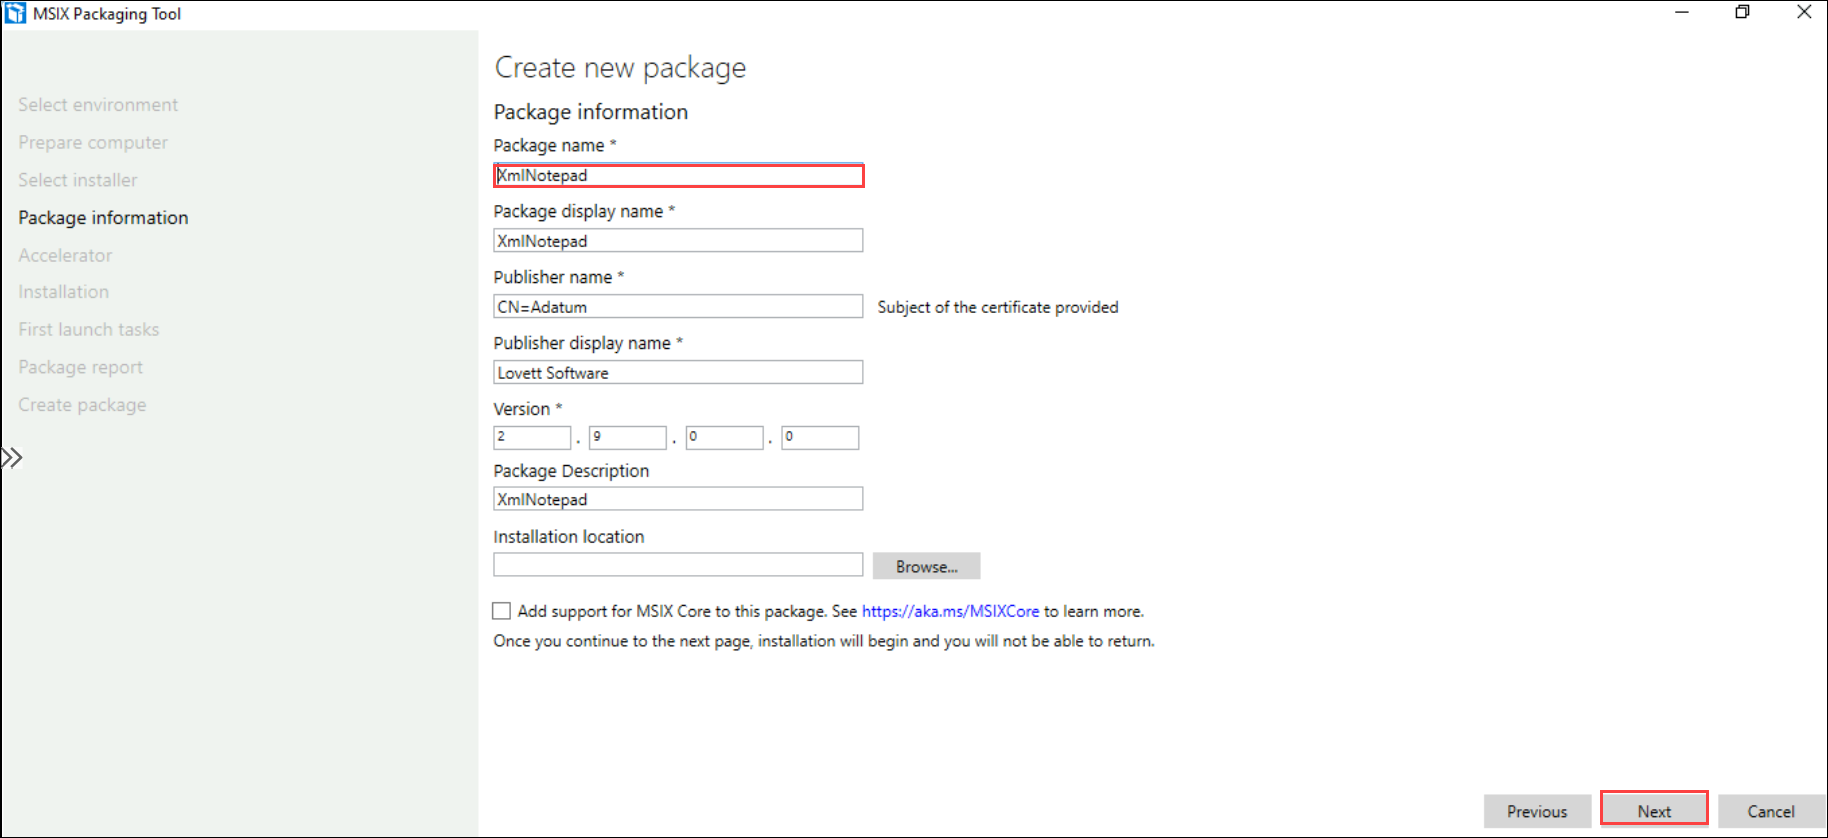 MSIX Packaging Tool
Select environment
Prepare computer
Select installer
Package information
Accelerator
Installation
First launch tasks
Package report
Create package
Create new package
Package information
Package name *
XmlNotepad
Package display name *
XmlNotepad
Publisher name *
CN=Adatum Subject of the certificate provided
Publisher display name *
Lovett Software
Version *
2 . 9 . 0 . 0
Package Description
XmlNotepad
Installation location
Browse...
Add support for MSIX Core to this package. See https://aka.ms/MSIXCore to learn more.
Once you continue to the next page, installation will begin and you will not be able to return.
Previous Next Cancel